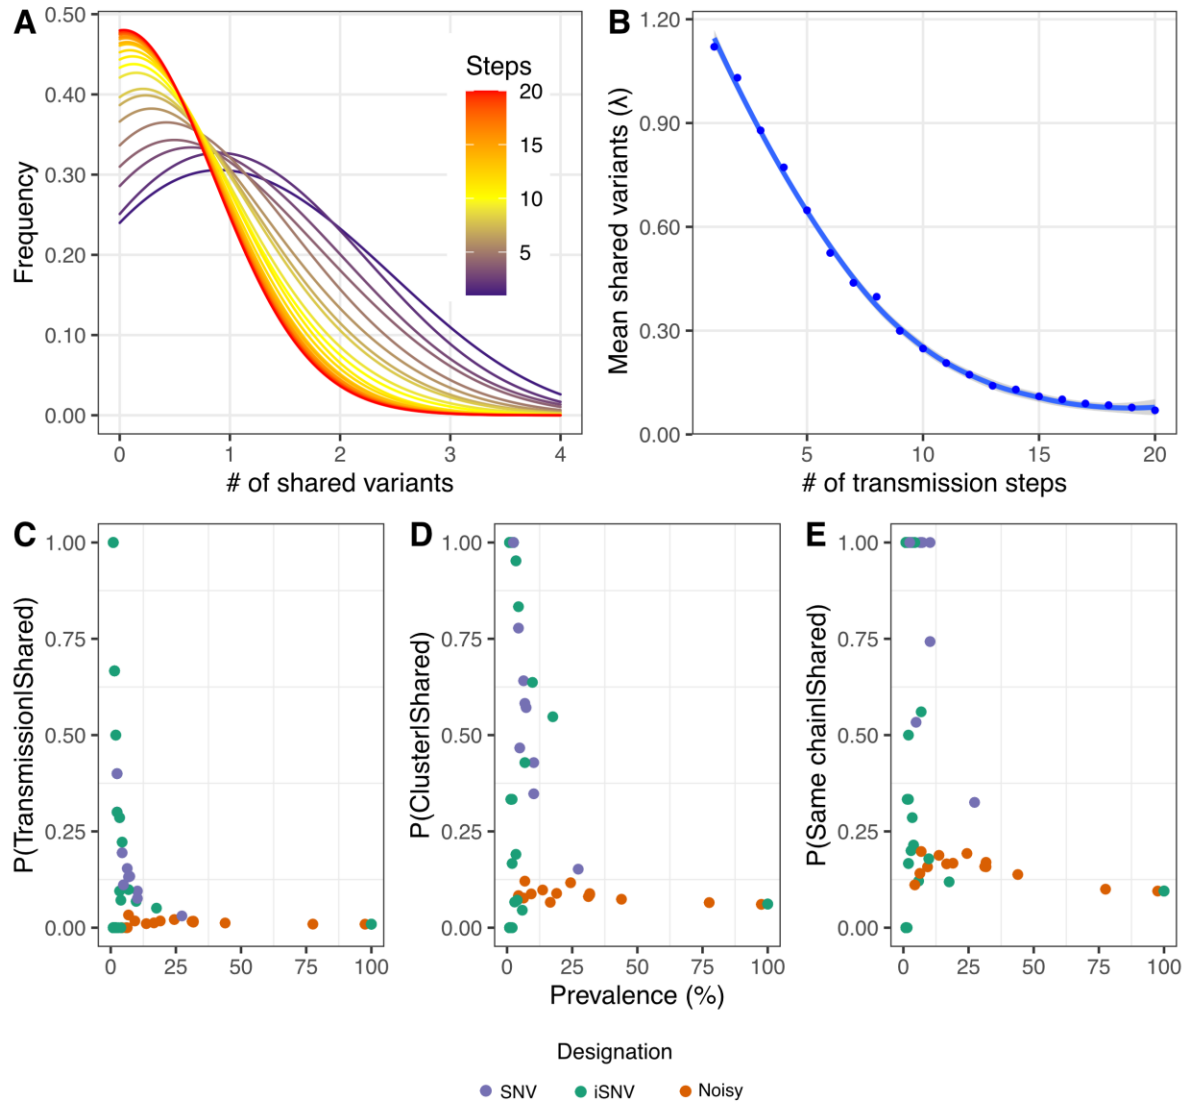 A
0.50
0.40
0.30
0.20
0.10
0.00
Frequency
0 1 2 3 4
# of shared variants
Steps
20
15
10
5
B
1.20
0.90
0.60
0.30
0.00
Mean shared variants (λ)
5 10 15 20
# of transmission steps
C
1.00
0.75
0.50
0.25
0.00
P(Transmission|Shared)
0 25 50 75 100
D
1.00
0.75
0.50
0.25
0.00
P(Cluster|Shared)
0 25 50 75 100
Prevalence (%)
E
1.00
0.75
0.50
0.25
0.00
P(Same chain|Shared)
0 25 50 75 100
Designation
SNV iSNV Noisy